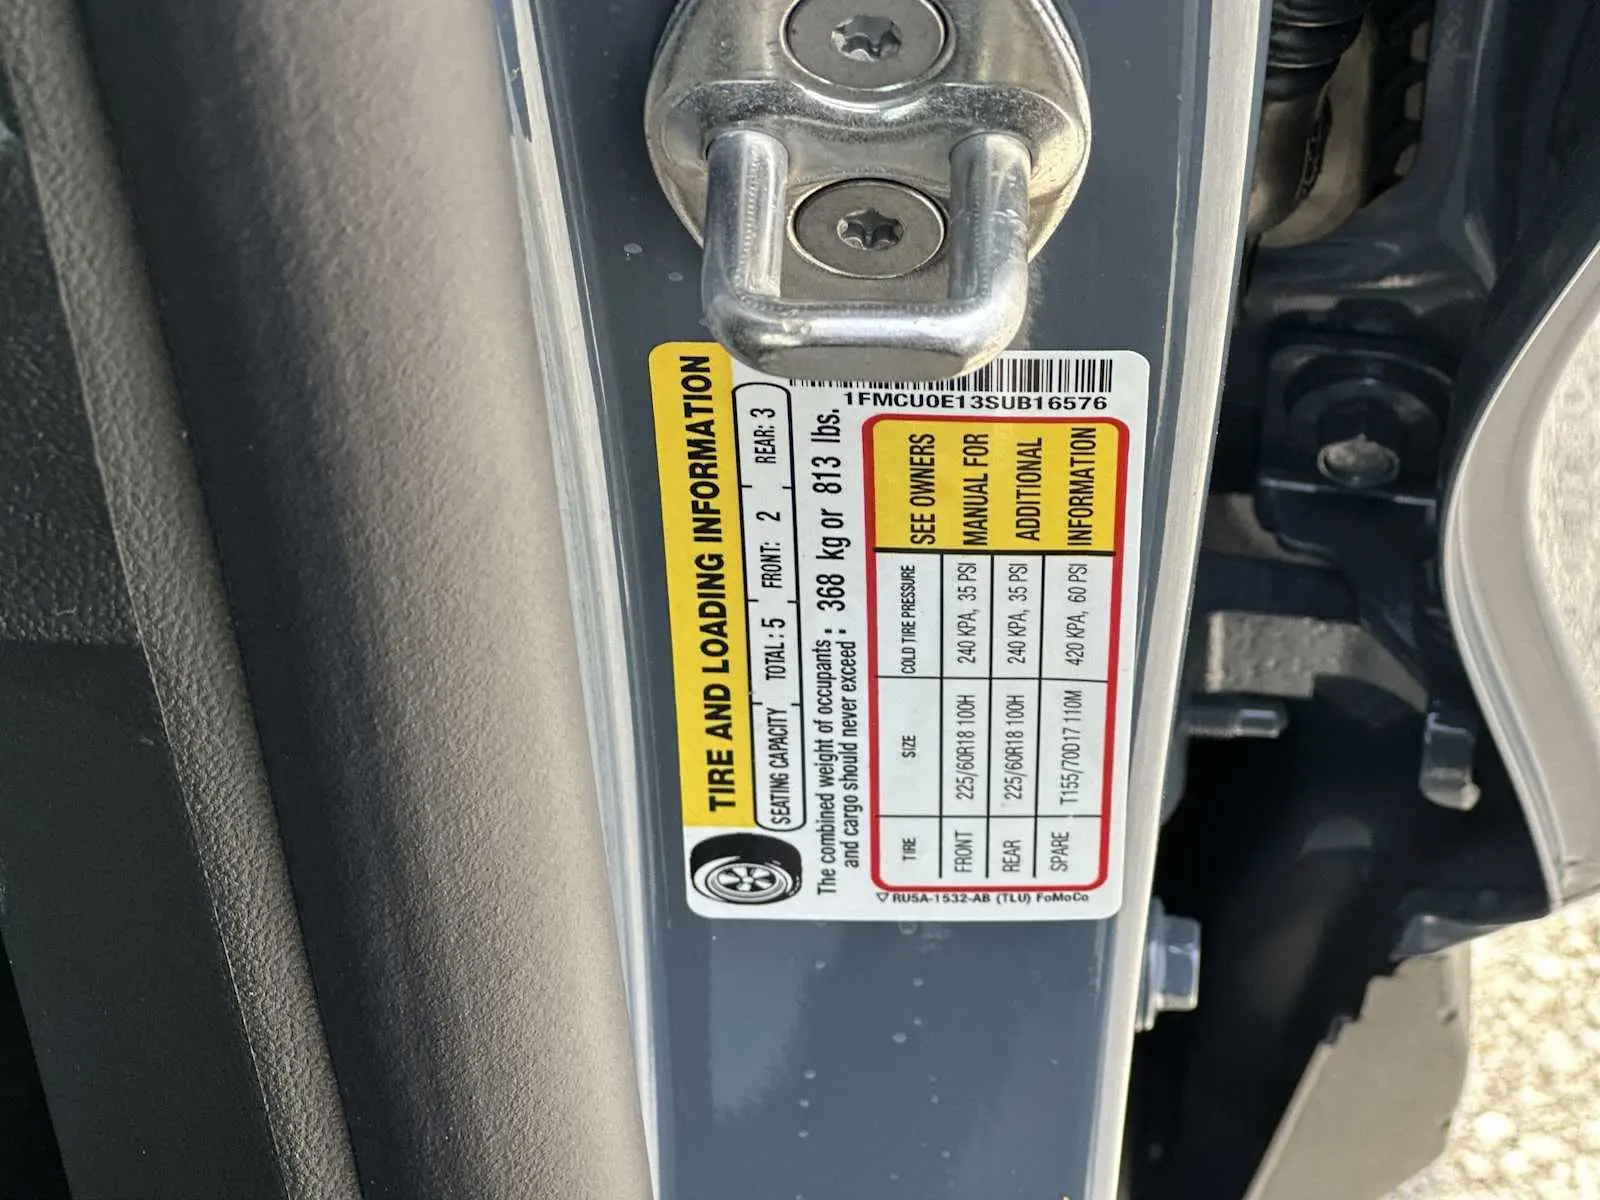 TIRE AND LOADING INFORMATION
SEATING CAPACITY TOTAL : 5 FRONT: 2 REAR: 3
The combined weight of occupants : 368 kg or 813 lbs.
and cargo should never exceed :
1FMCU0E13SUB16576
TIRE SIZE COLD TIRE PRESSURE
FRONT 225/60R18 100H 240 KPA, 35 PSI
REAR 225/60R18 100H 240 KPA, 35 PSI
SPARE T155/70D17 110M 420 KPA, 60 PSI
SEE OWNERS
MANUAL FOR
ADDITIONAL
INFORMATION
RU5A-1532-AB (TLU) FoMoCo